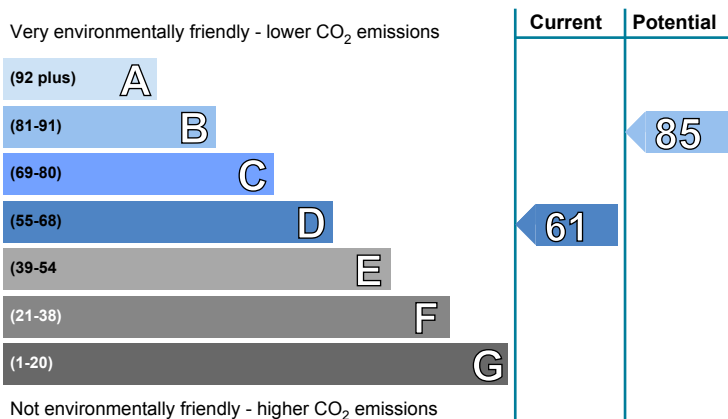 Current Potential
Very environmentally friendly - lower CO2 emissions
(92 plus) A
(81-91) B 85
(69-80) C
(55-68) D 61
(39-54 E
(21-38) F
(1-20) G
Not environmentally friendly - higher CO2 emissions